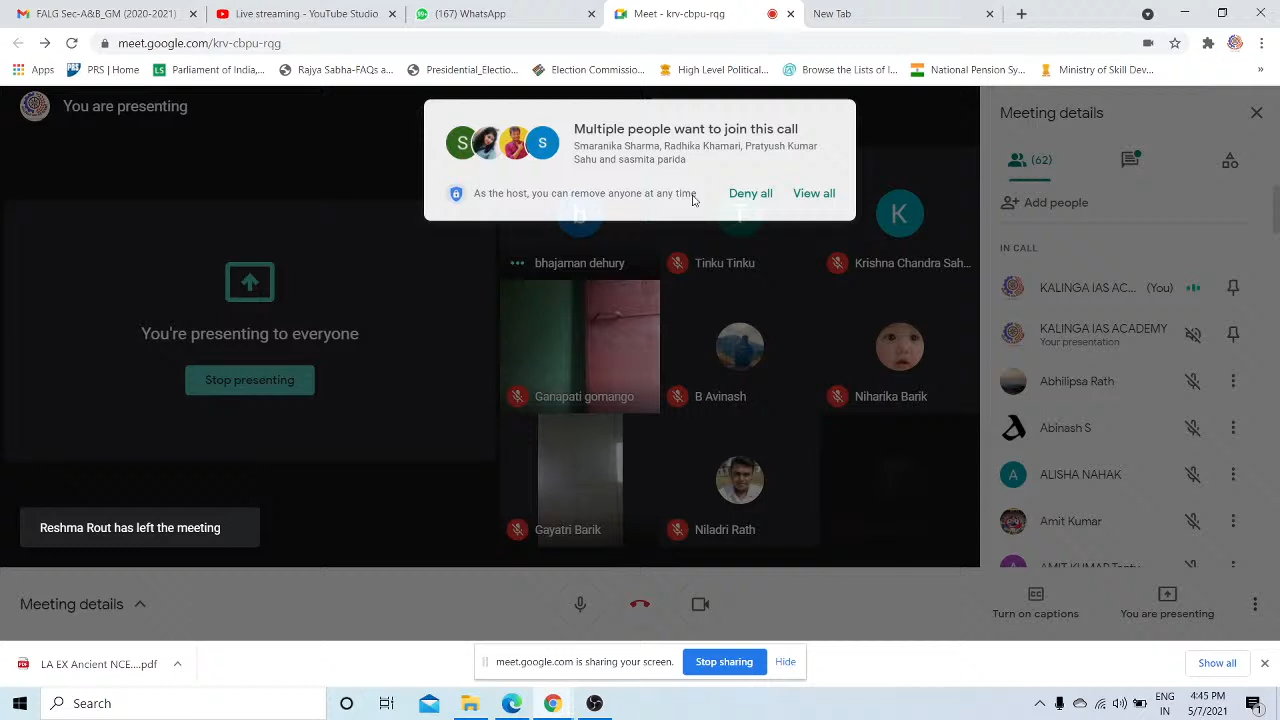 FALG Sec-A&B_GM (2020-2021)
Live streaming - YouTube Studio
(167) WhatsApp
Meet - krv-cbpu-rqg
New Tab
meet.google.com/krv-cbpu-rqg
Apps
PRS | Home
Parliament of India,...
Rajya Sabha-FAQs_...
Presidential_Electio...
Election Commissio...
High Level Political...
Browse the Lists of I...
National Pension Sy...
Ministry of Skill Dev...
»
You are presenting
Multiple people want to join this call
Smaranika Sharma, Radhika Khamari, Pratyush Kumar
Sahu and sasmita parida
As the host, you can remove anyone at any time
Deny all
View all
S
S
K
bhajaman dehury
Tinku Tinku
Krishna Chandra Sah...
You're presenting to everyone
Stop presenting
Ganapati gomango
B Avinash
Niharika Barik
Gayatri Barik
Niladri Rath
Reshma Rout has left the meeting
Meeting details
(62)
Add people
IN CALL
KALINGA IAS AC... (You)
KALINGA IAS ACADEMY
Your presentation
Abhilipsa Rath
Abinash S
A
ALISHA NAHAK
Amit Kumar
Meeting details
Turn on captions
You are presenting
LA EX Ancient NCE....pdf
meet.google.com is sharing your screen.
Stop sharing
Hide
Show all
Search
ENG
IN
4:45 PM
5/7/2021